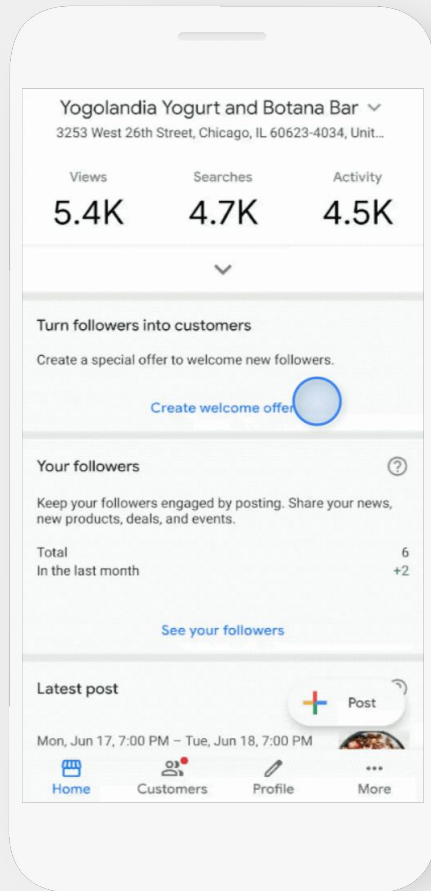 Yogolandia Yogurt and Botana Bar
3253 West 26th Street, Chicago, IL 60623-4034, Unit...
Views Searches Activity
5.4K 4.7K 4.5K
Turn followers into customers
Create a special offer to welcome new followers.
Create welcome offer
Your followers
Keep your followers engaged by posting. Share your news,
new products, deals, and events.
Total 6
In the last month +2
See your followers
Latest post
Post
Mon, Jun 17, 7:00 PM – Tue, Jun 18, 7:00 PM
Home Customers Profile More